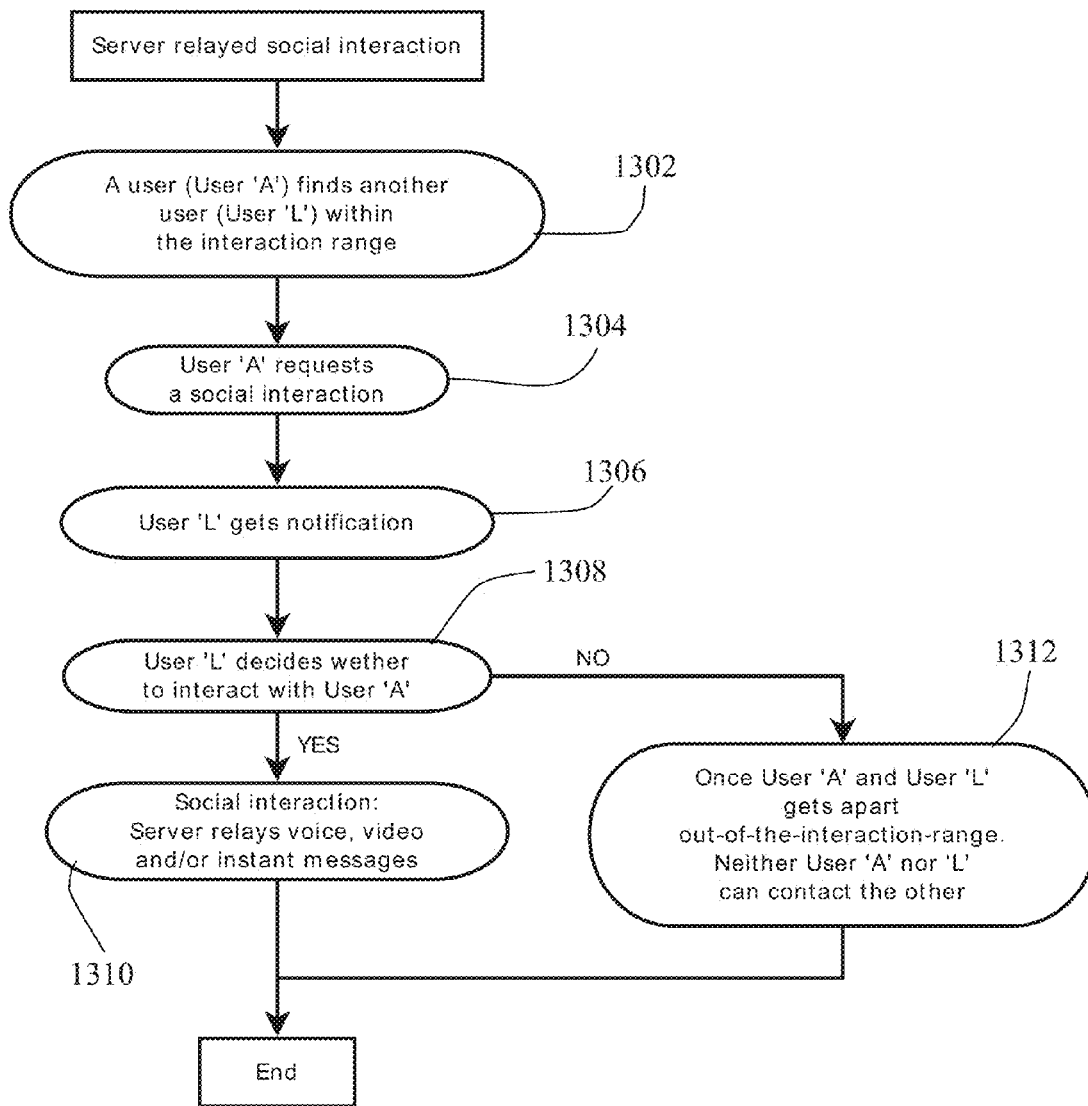 Server relayed social interaction
A user (User 'A') finds another
user (User 'L') within
the interaction range
1302
User 'A' requests
a social interaction
1304
User 'L' gets notification
1306
User 'L' decides wether
to interact with User 'A'
1308
NO
YES
Social interaction:
Server relays voice, video
and/or instant messages
1310
Once User 'A' and User 'L'
gets apart
out-of-the-interaction-range.
Neither User 'A' nor 'L'
can contact the other
1312
End